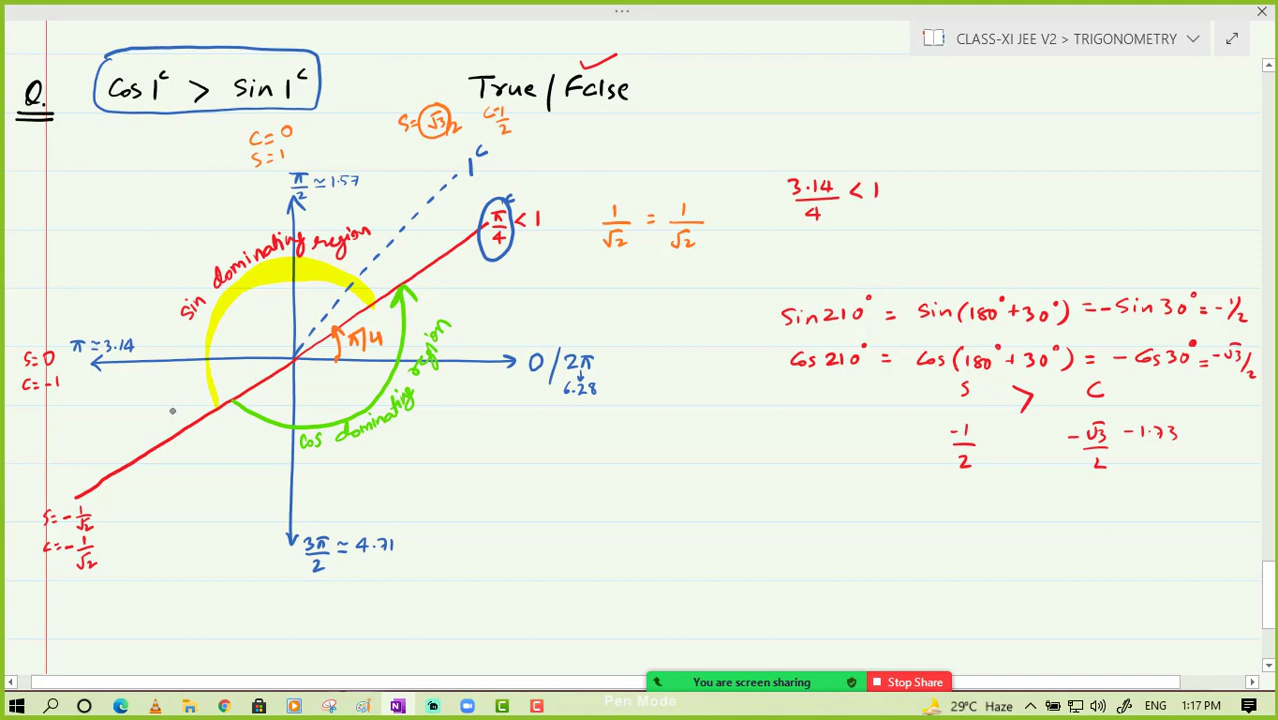 CLASS-XI JEE V2 > TRIGONOMETRY
Q. Cos 1ᶜ > sin 1ᶜ True / False
C = 0
S = 1
S = √3/2 C = 1/2
1ᶜ
π/2 ≃ 1.57
πᶜ/4 < 1
1/√2 = 1/√2
3.14/4 < 1
sin dominating region
π/4
π ≃ 3.14
S = 0
C = -1
0 / 2π
6.28
cos dominating region
S = -1/√2
C = -1/√2
3π/2 ≃ 4.71
Sin 210° = sin(180° + 30°) = - Sin 30° = -1/2
Cos 210° = Cos(180° + 30°) = - Cos 30° = -√3/2
S > C
-1/2 -√3/2 -1.73
You are screen sharing
Stop Share
Pen Mode
29°C Haze
ENG
1:17 PM